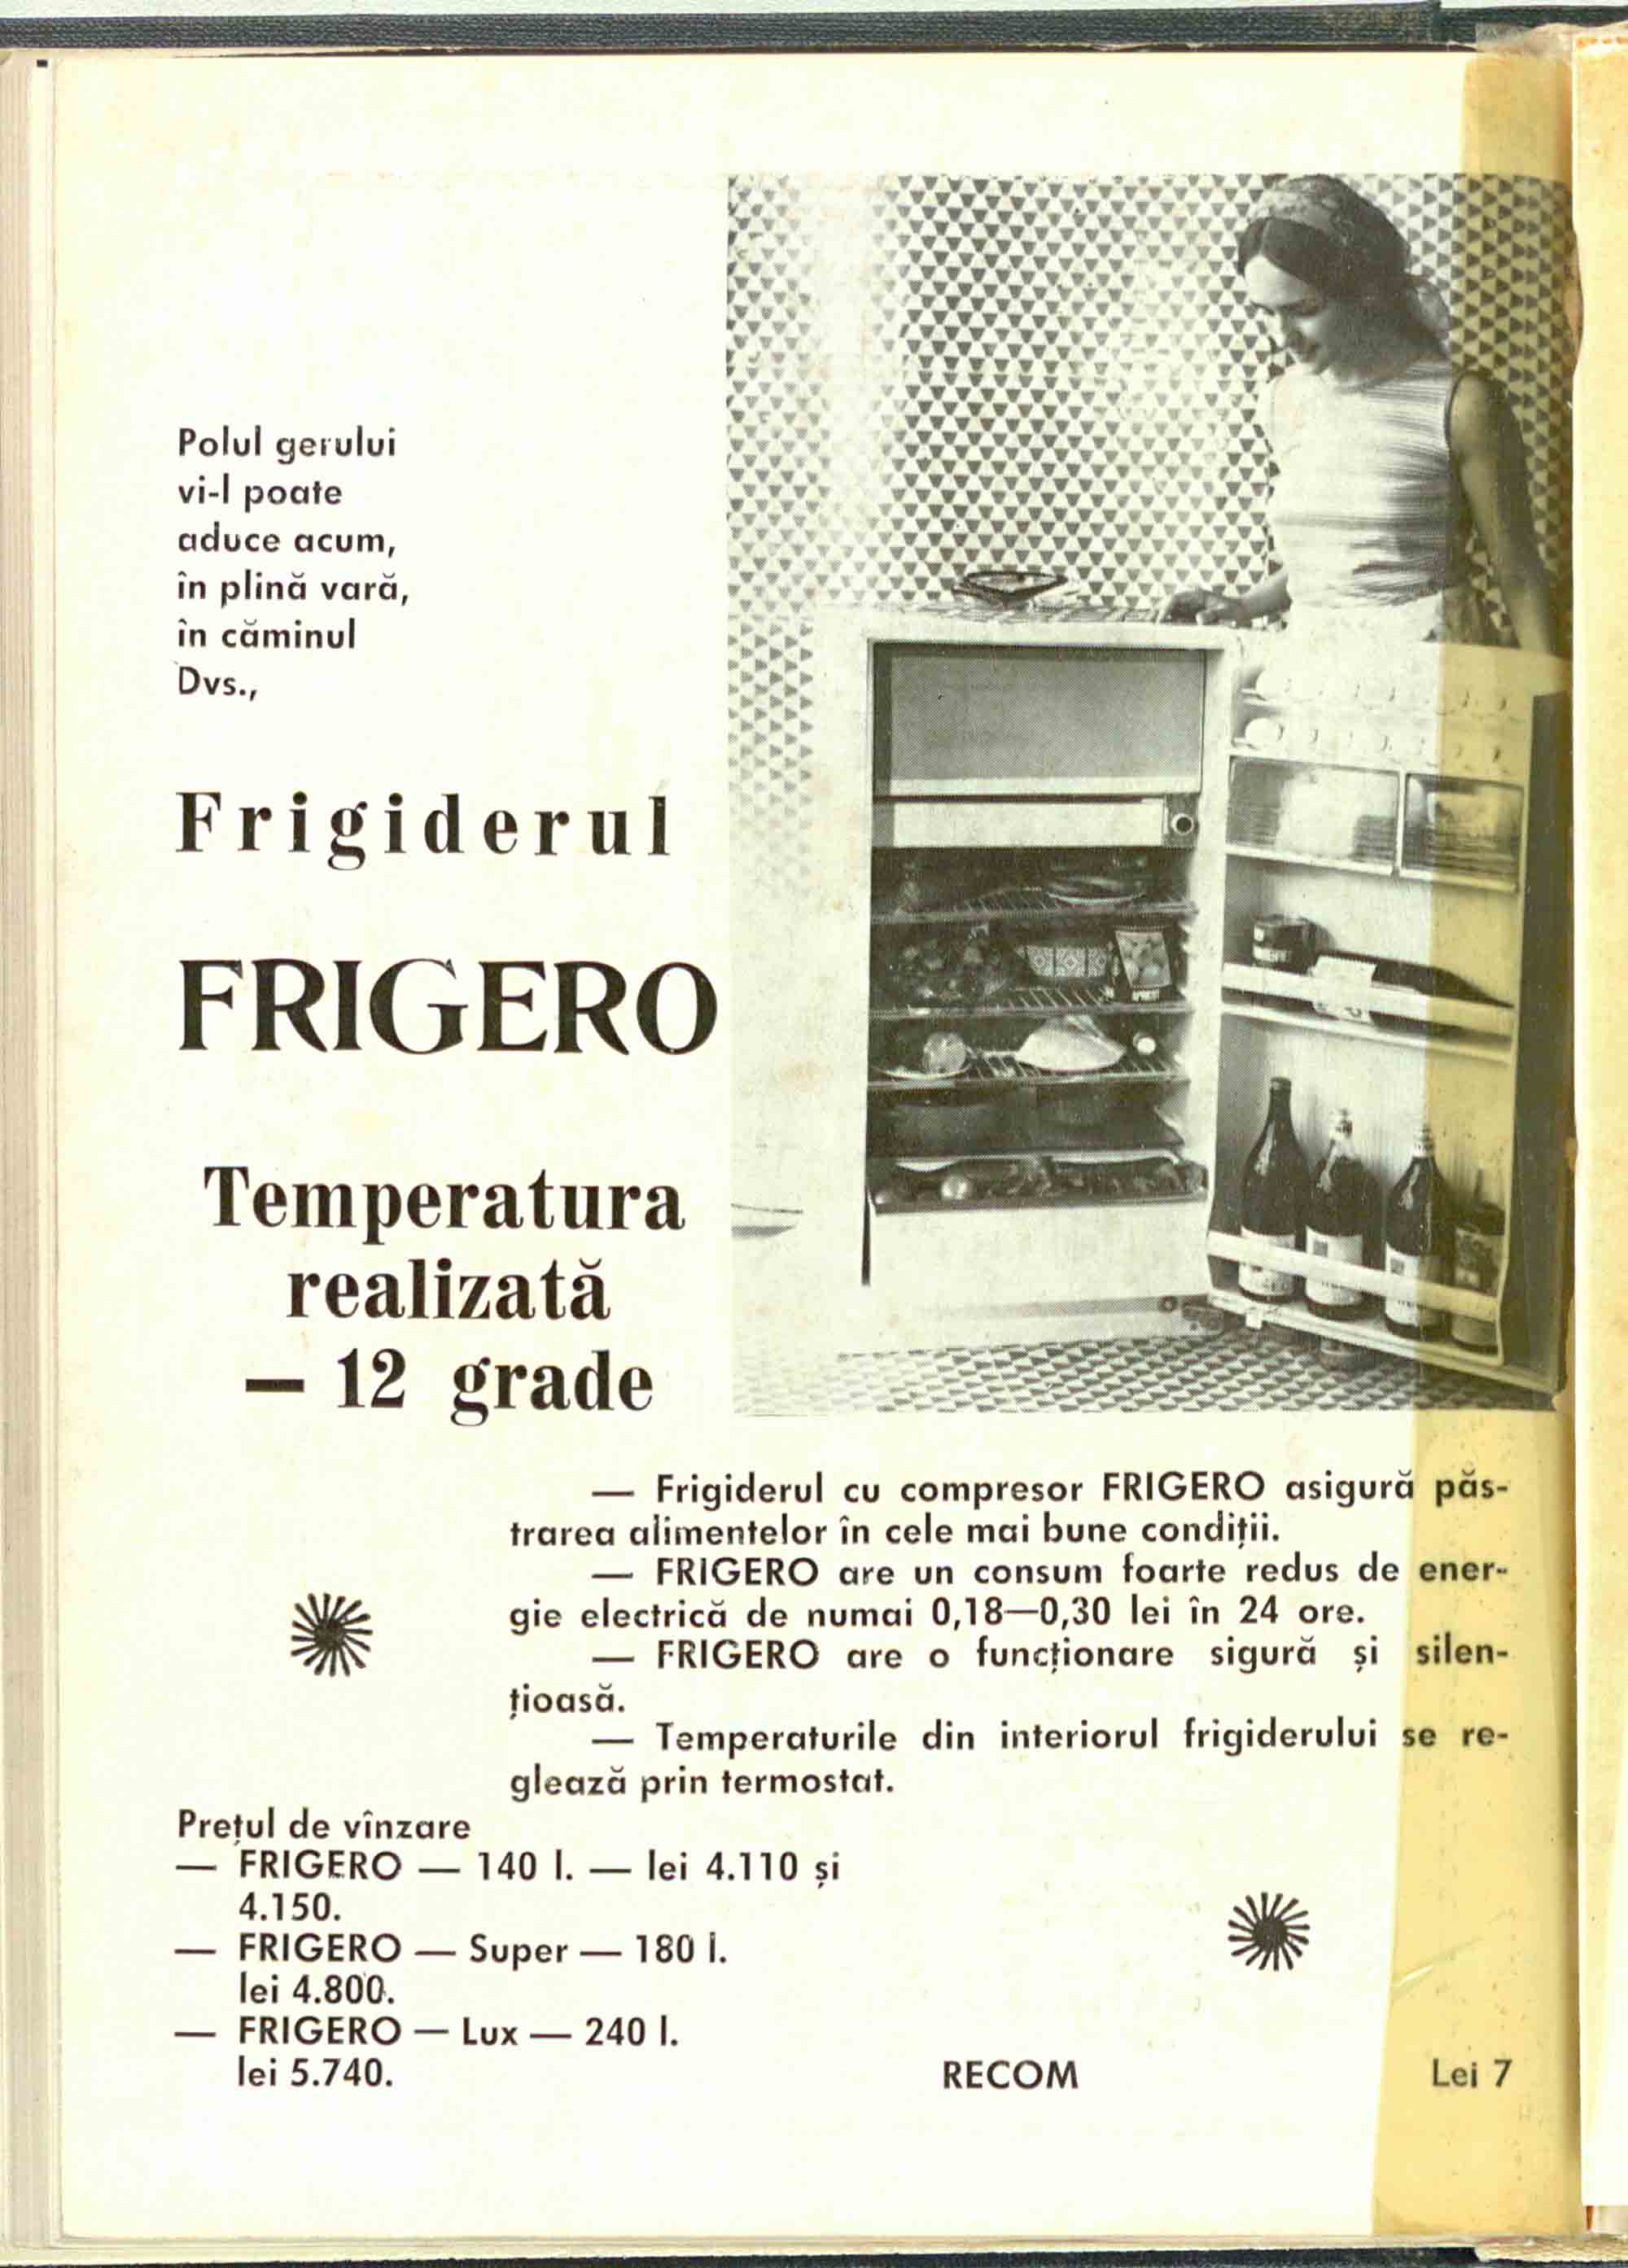 Polul gerului
vi-l poate
aduce acum,
în plină vară,
în căminul
Dvs.,
Frigiderul
FRIGERO
Temperatura
realizată
— 12 grade
— Frigiderul cu compresor FRIGERO asigură păs-
trarea alimentelor în cele mai bune condiții.
— FRIGERO are un consum foarte redus de ener-
gie electrică de numai 0,18—0,30 lei în 24 ore.
— FRIGERO are o funcționare sigură și silen-
țioasă.
— Temperaturile din interiorul frigiderului se re-
glează prin termostat.
Prețul de vînzare
— FRIGERO — 140 l. — lei 4.110 și
4.150.
— FRIGERO — Super — 180 l.
lei 4.800.
— FRIGERO — Lux — 240 l.
lei 5.740.
RECOM
Lei 7